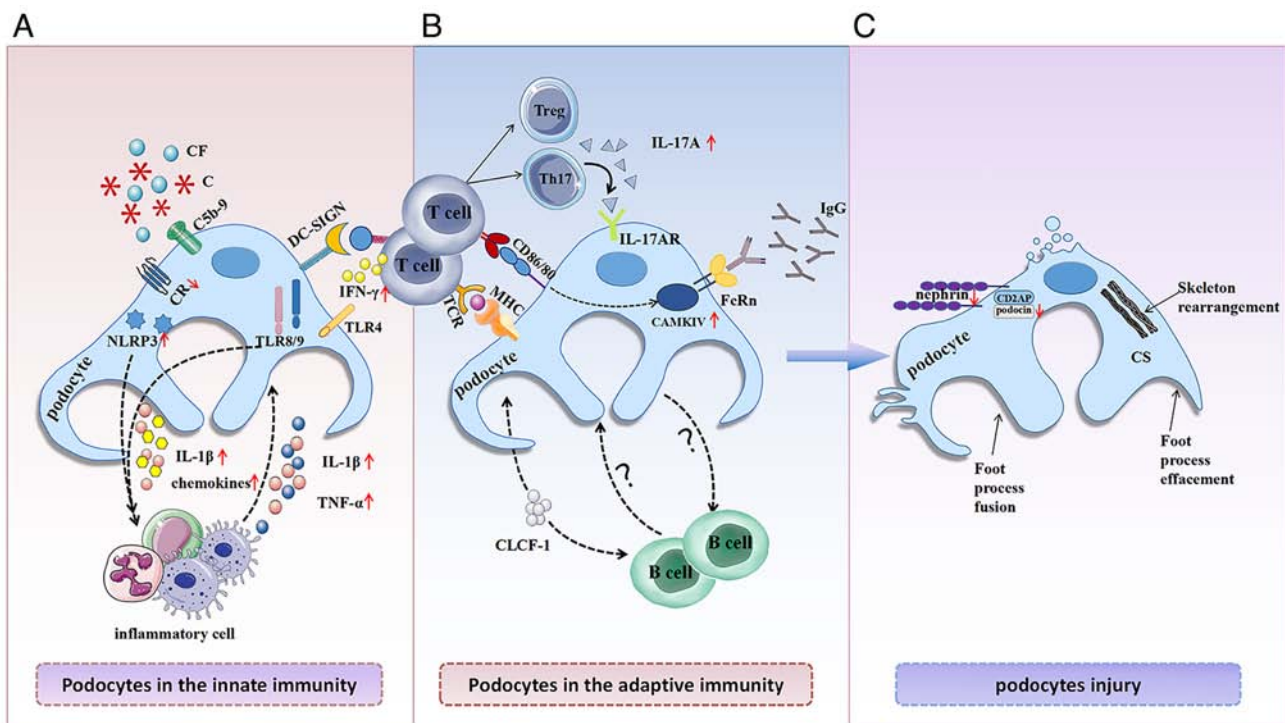 A
CF
C
C5b-9
DC-SIGN
CR
IFN-γ
NLRP3
TLR8/9
TLR4
podocyte
IL-1β
chemokines
IL-1β
TNF-α
inflammatory cell
Podocytes in the innate immunity
B
Treg
Th17
IL-17A
T cell
T cell
IL-17AR
IgG
CD86/80
TCR
MHC
CAMKIV
FcRn
podocyte
?
?
CLCF-1
B cell
B cell
Podocytes in the adaptive immunity
C
nephrin
CD2AP
podocin
Skeleton
rearrangement
CS
podocyte
Foot
process
fusion
Foot
process
effacement
podocytes injury